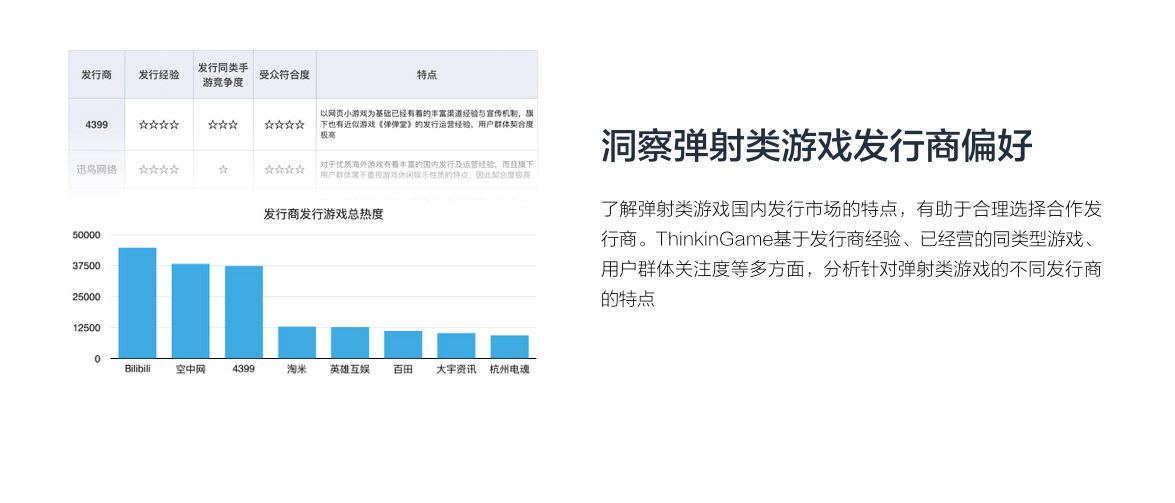 发行商 发行经验 发行同类手游竞争度 受众符合度 特点
4399 ☆☆☆☆ ☆☆☆ ☆☆☆☆
以网页小游戏为基础已经有着的丰富渠道经验与宣传机制，旗
下也有近似游戏《弹弹堂》的发行运营经验，用户群体契合度
极高
迅鸟网络 ☆☆☆☆ ☆ ☆☆☆☆
对于优质海外游戏有着丰富的国内发行及运营经验，而且旗下
用户群体属于重视游戏休闲娱乐性质的特点，因此契合度极高
发行商发行游戏总热度
50000
37500
25000
12500
0
Bilibili 空中网 4399 淘米 英雄互娱 百田 大宇资讯 杭州电魂
洞察弹射类游戏发行商偏好
了解弹射类游戏国内发行市场的特点，有助于合理选择合作发
行商。ThinkinGame基于发行商经验、已经营的同类型游戏、
用户群体关注度等多方面，分析针对弹射类游戏的不同发行商
的特点